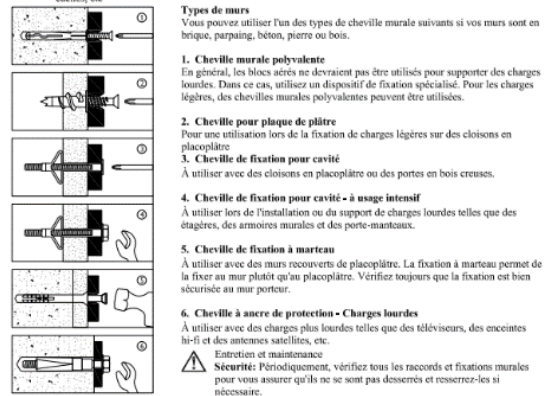 Types de murs
Vous pouvez utiliser l'un des types de cheville murale suivants si vos murs sont en
brique, parpaing, béton, pierre ou bois.
1. Cheville murale polyvalente
En général, les blocs aérés ne devraient pas être utilisés pour supporter des charges
lourdes. Dans ce cas, utilisez un dispositif de fixation spécialisé. Pour les charges
légères, des chevilles murales polyvalentes peuvent être utilisées.
2. Cheville pour plaque de plâtre
Pour une utilisation lors de la fixation de charges légères sur des cloisons en
placoplâtre
3. Cheville de fixation pour cavité
À utiliser avec des cloisons en placoplâtre ou des portes en bois creuses.
4. Cheville de fixation pour cavité - à usage intensif
À utiliser lors de l'installation ou du support de charges lourdes telles que des
étagères, des armoires murales et des porte-manteaux.
5. Cheville de fixation à marteau
À utiliser avec des murs recouverts de placoplâtre. La fixation à marteau permet de
la fixer au mur plutôt qu'au placoplâtre. Vérifiez toujours que la fixation est bien
sécurisée au mur porteur.
6. Cheville à ancre de protection - Charges lourdes
À utiliser avec des charges plus lourdes telles que des téléviseurs, des enceintes
hi-fi et des antennes satellites, etc.
Entretien et maintenance
Sécurité: Périodiquement, vérifiez tous les raccords et fixations murales
pour vous assurer qu'ils ne se sont pas desserrés et resserrez-les si
nécessaire.
1
2
3
4
5
6